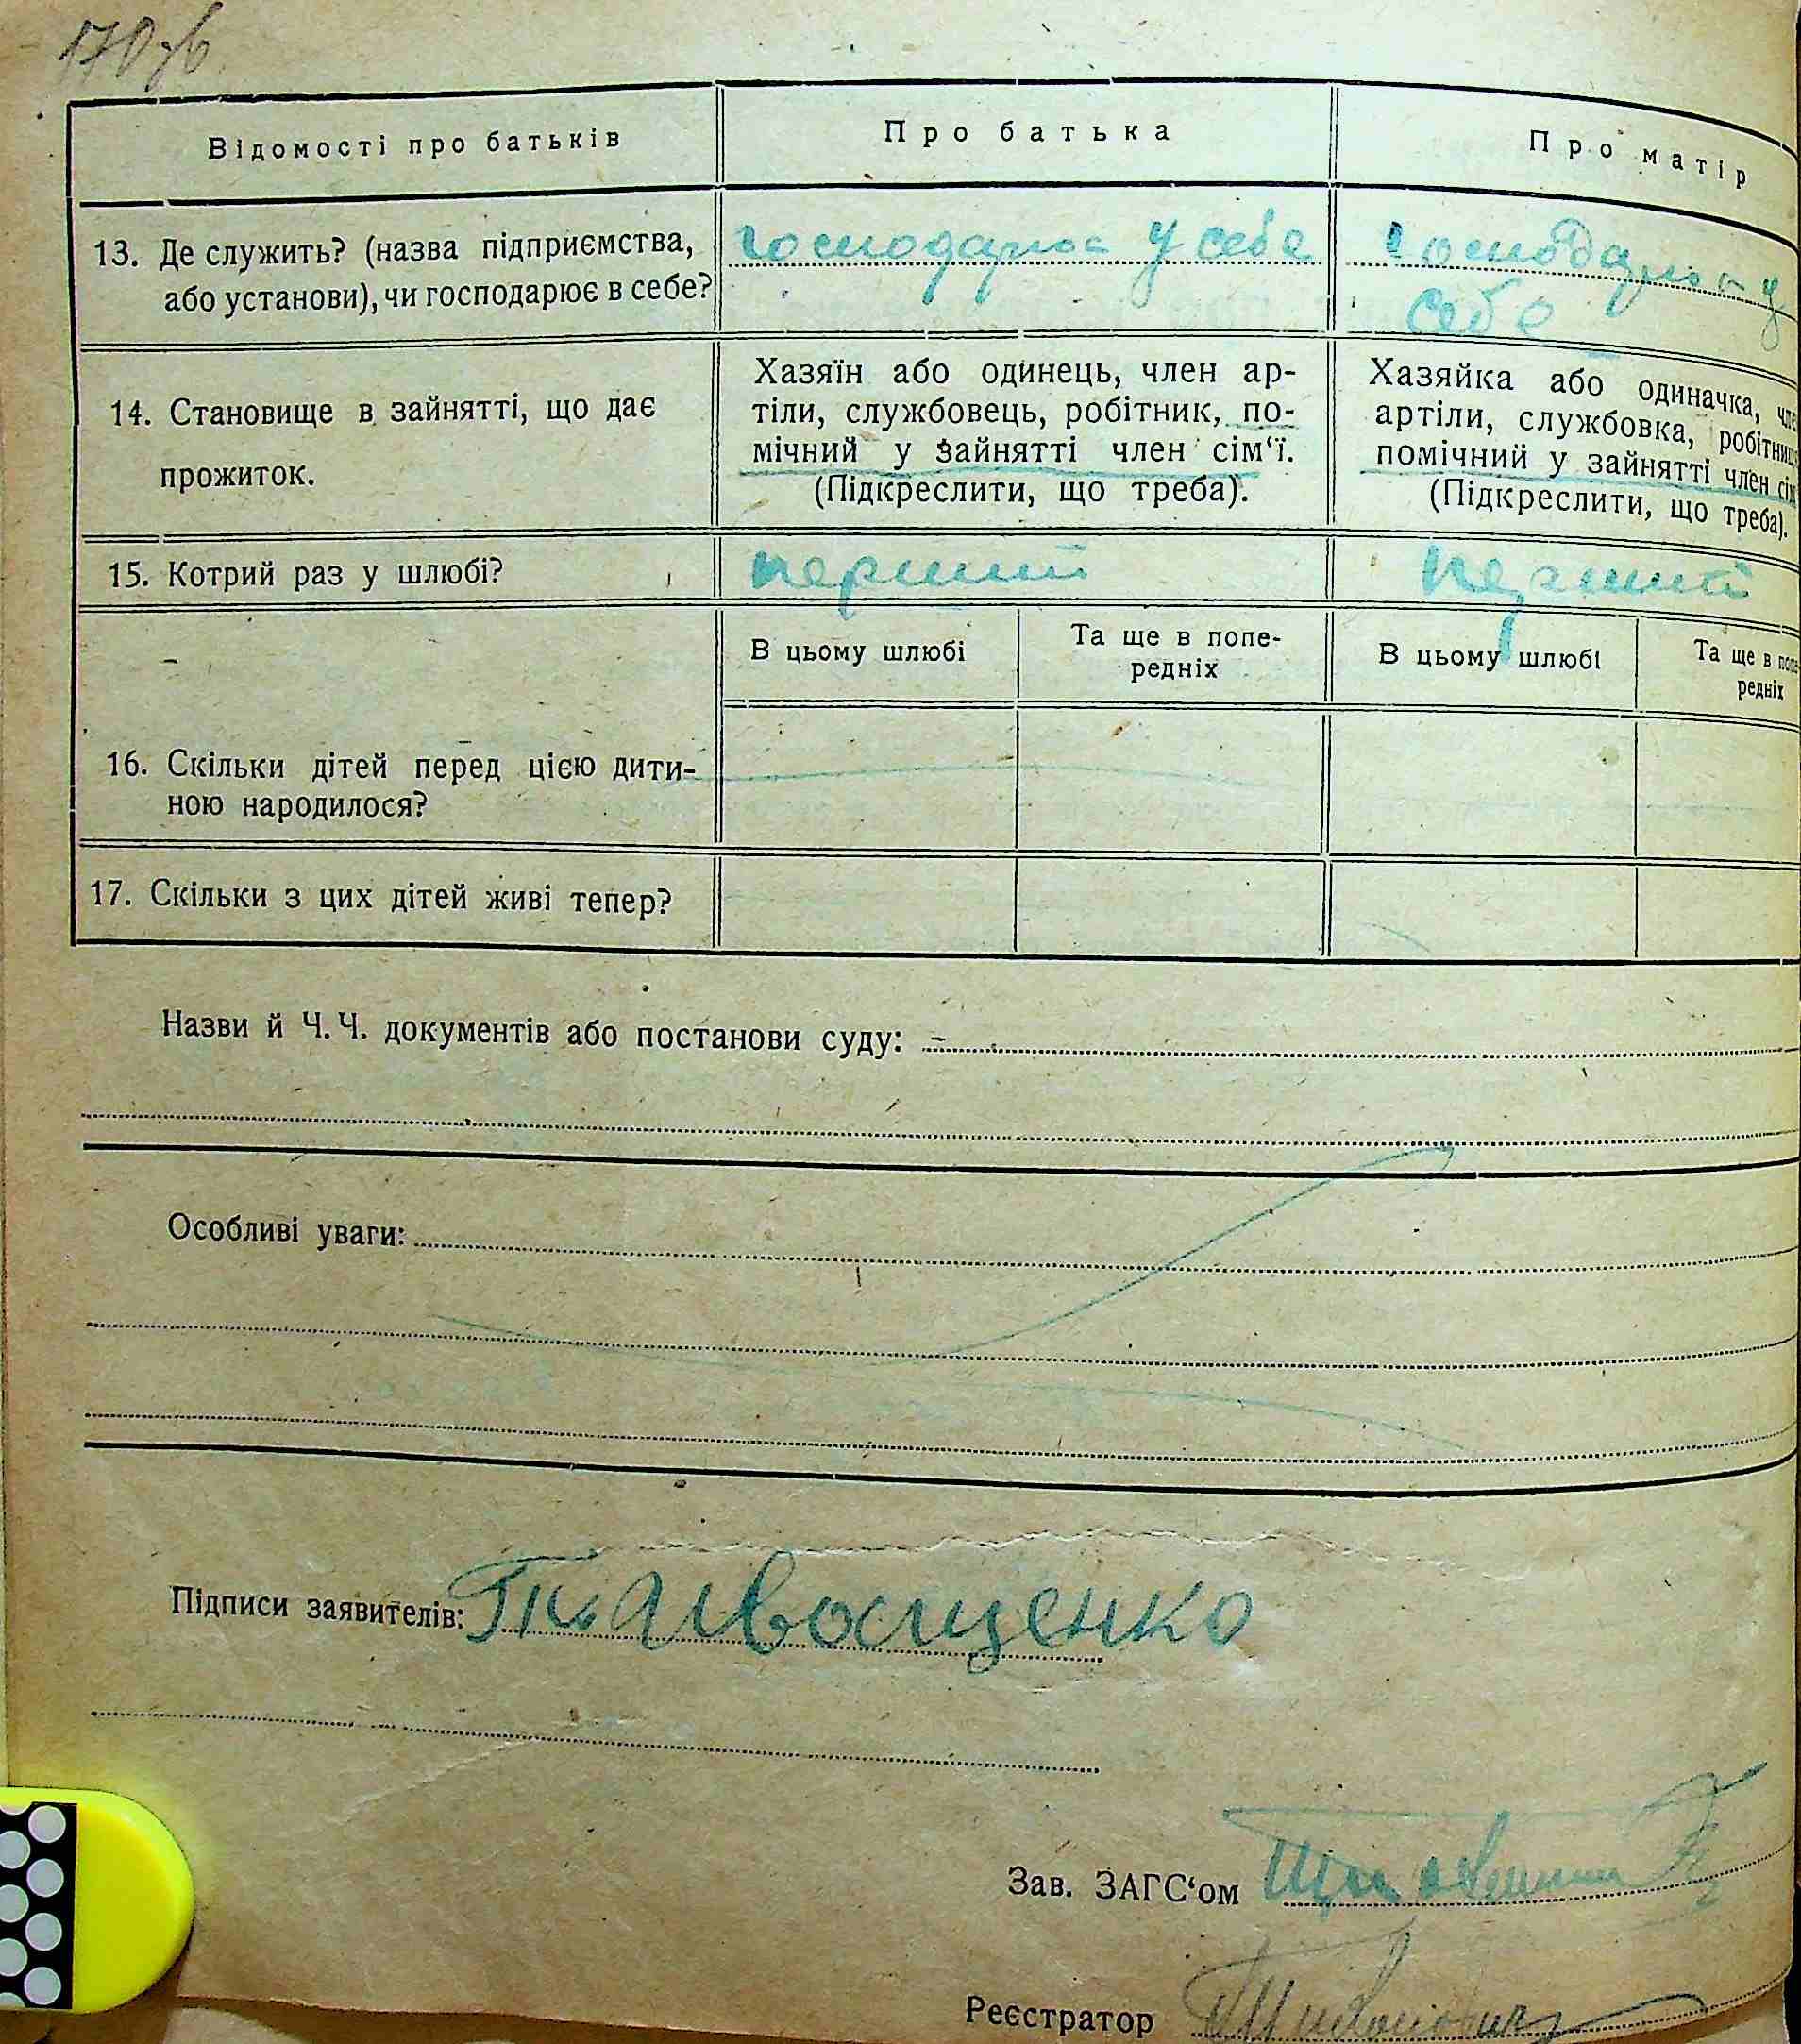 170 зв
Відомості про батьків
Про батька
Про матір
13. Де служить? (назва підприємства,
або установи), чи господарює в себе?
господарює у себе
господарює у
себе
14. Становище в зайнятті, що дає
прожиток.
Хазяїн або одинець, член ар-
тіли, службовець, робітник, по-
мічний у зайнятті член сім‘ї.
(Підкреслити, що треба).
Хазяйка або одиначка, чле
артіли, службовка, робітниц
помічний у зайнятті член сім
(Підкреслити, що треба).
15. Котрий раз у шлюбі?
перший
перший
В цьому шлюбі
Та ще в попе-
редніх
В цьому шлюбі
Та ще в попе-
редніх
16. Скільки дітей перед цією дити-
ною народилося?
17. Скільки з цих дітей живі тепер?
Назви й Ч. Ч. документів або постанови суду: –
Особливі уваги:
Підписи заявителів: Іващенко
Зав. ЗАГС‘ом
Реєстратор